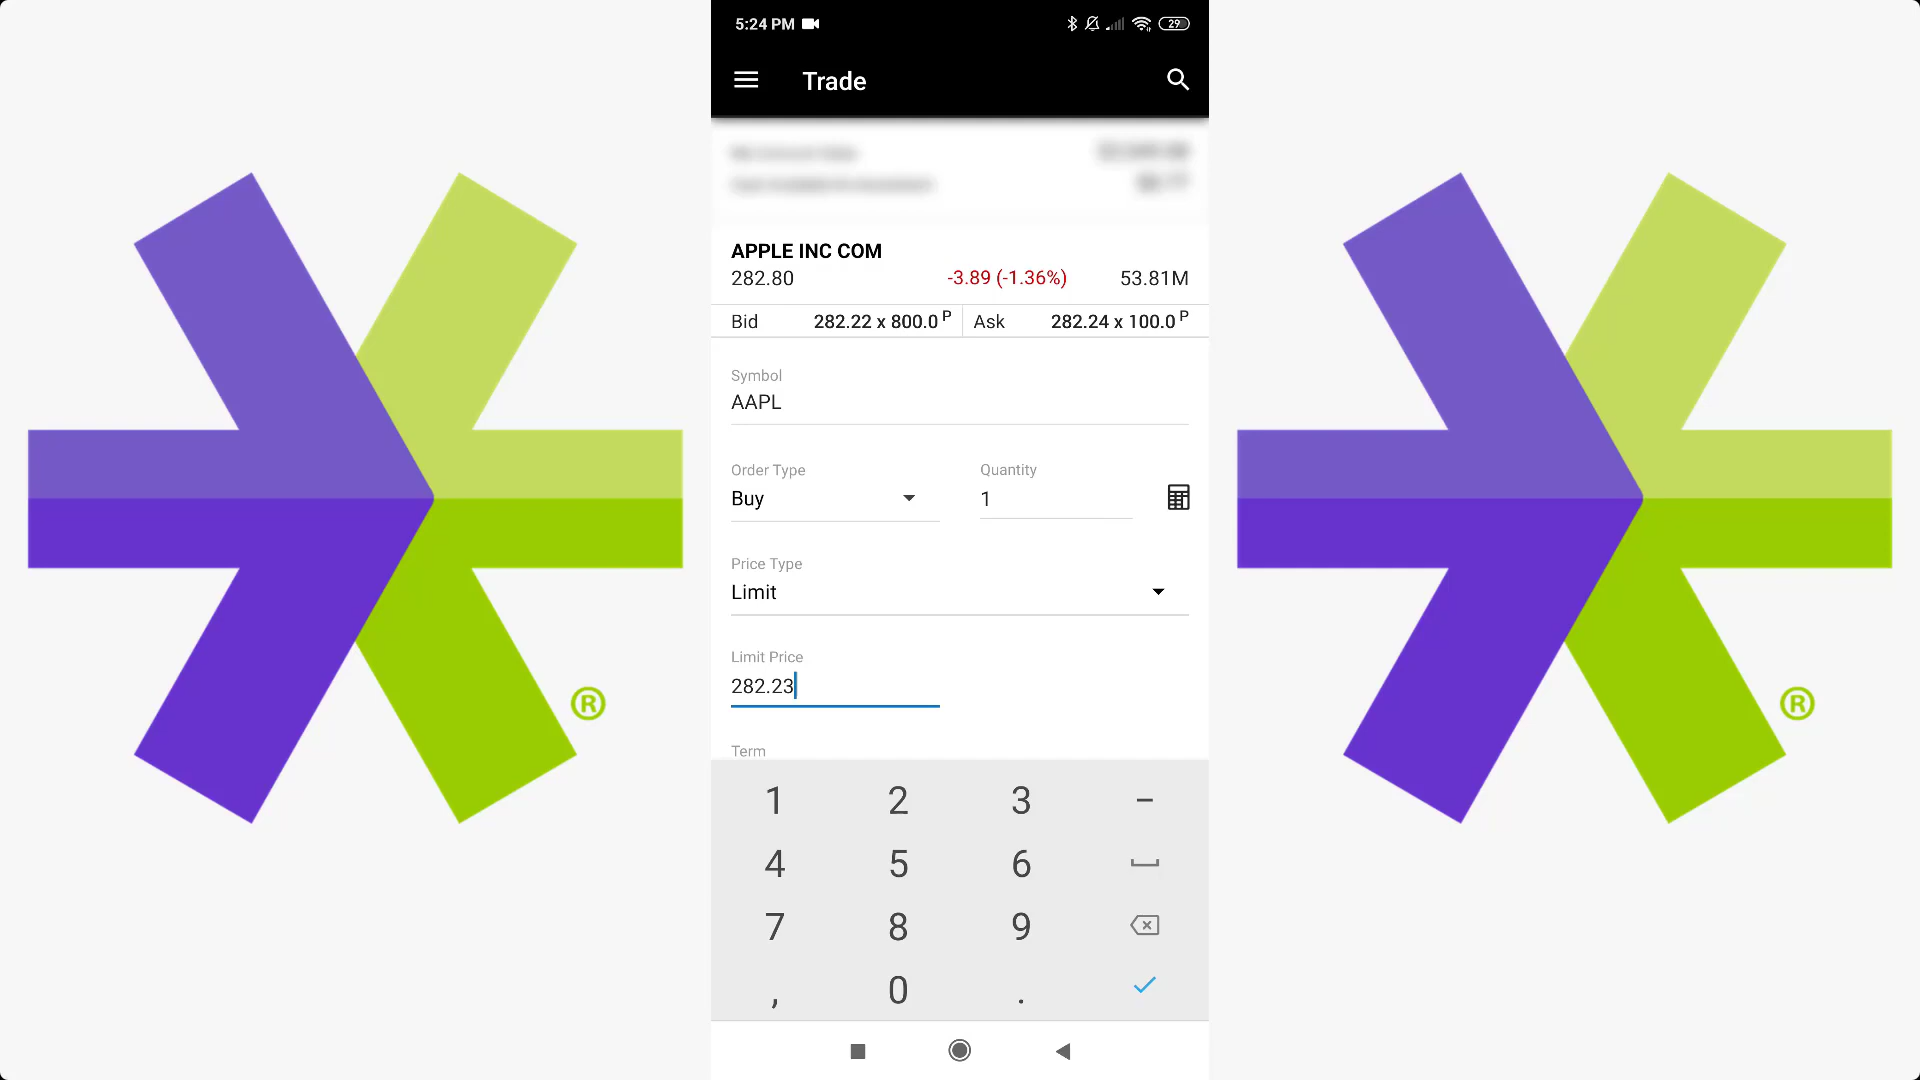 5:24 PM 29
Trade
APPLE INC COM
282.80 -3.89 (-1.36%) 53.81M
Bid 282.22 x 800.0 P Ask 282.24 x 100.0 P
Symbol
AAPL
Order Type Quantity
Buy 1
Price Type
Limit
Limit Price
282.23
Term
1 2 3 -
4 5 6
7 8 9
, 0 .
®
®